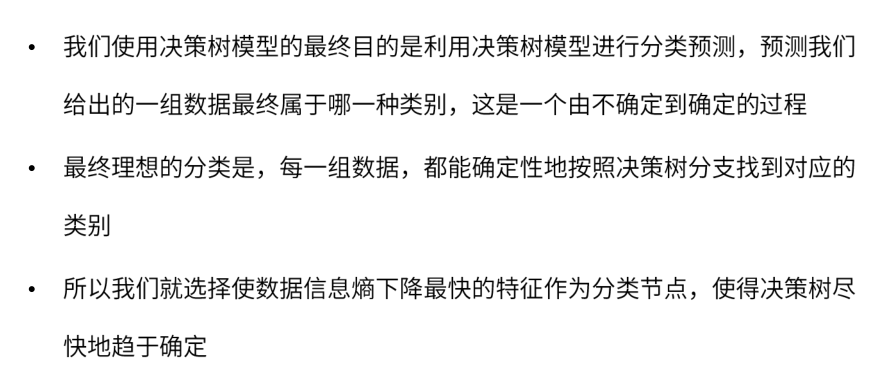 • 我们使用决策树模型的最终目的是利用决策树模型进行分类预测，预测我们
给出的一组数据最终属于哪一种类别，这是一个由不确定到确定的过程
• 最终理想的分类是，每一组数据，都能确定性地按照决策树分支找到对应的
类别
• 所以我们就选择使数据信息熵下降最快的特征作为分类节点，使得决策树尽
快地趋于确定